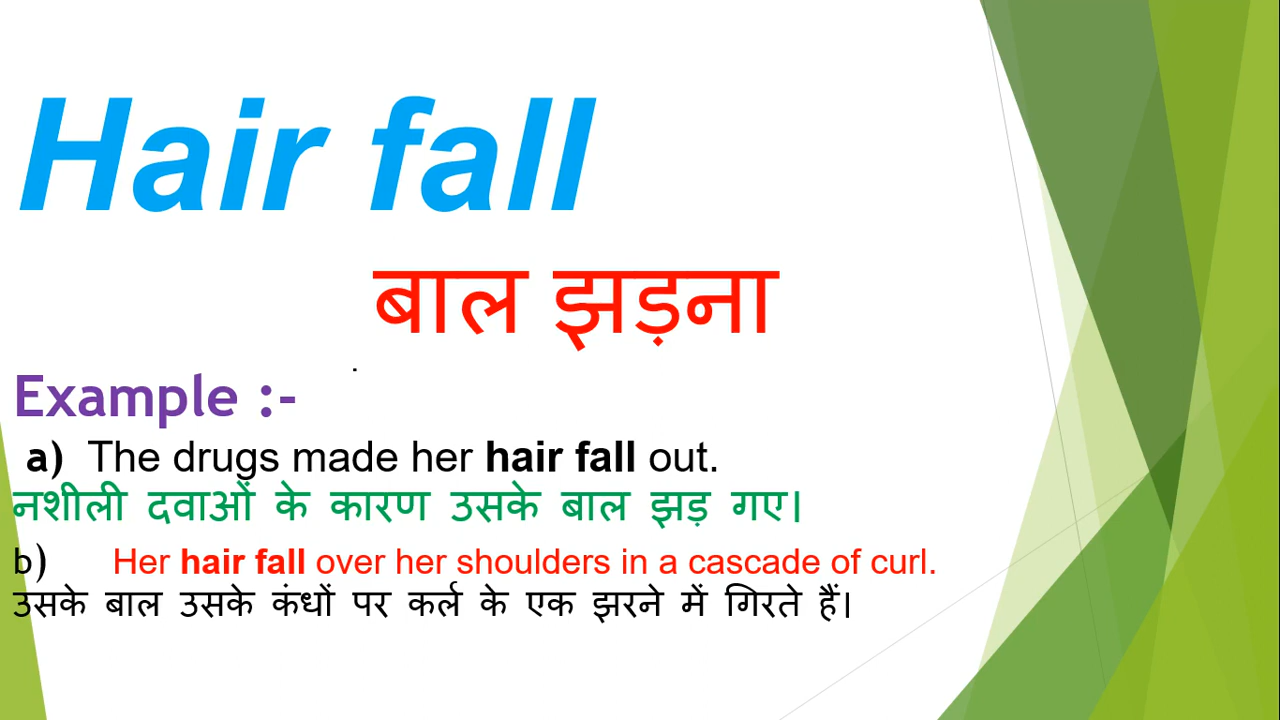 Hair fall
बाल झड़ना
.
Example :-
a) The drugs made her hair fall out.
नशीली दवाओं के कारण उसके बाल झड़ गए।
b) Her hair fall over her shoulders in a cascade of curl.
उसके बाल उसके कंधों पर कर्ल के एक झरने में गिरते हैं।